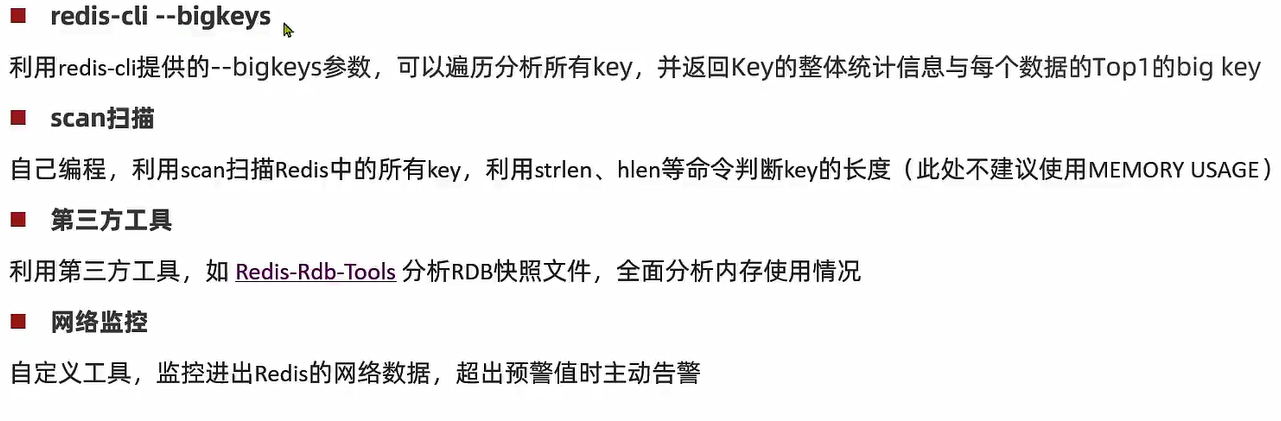 redis-cli --bigkeys
利用redis-cli提供的--bigkeys参数，可以遍历分析所有key，并返回Key的整体统计信息与每个数据的Top1的big key
scan扫描
自己编程，利用scan扫描Redis中的所有key，利用strlen、hlen等命令判断key的长度（此处不建议使用MEMORY USAGE）
第三方工具
利用第三方工具，如 Redis-Rdb-Tools 分析RDB快照文件，全面分析内存使用情况
网络监控
自定义工具，监控进出Redis的网络数据，超出预警值时主动告警